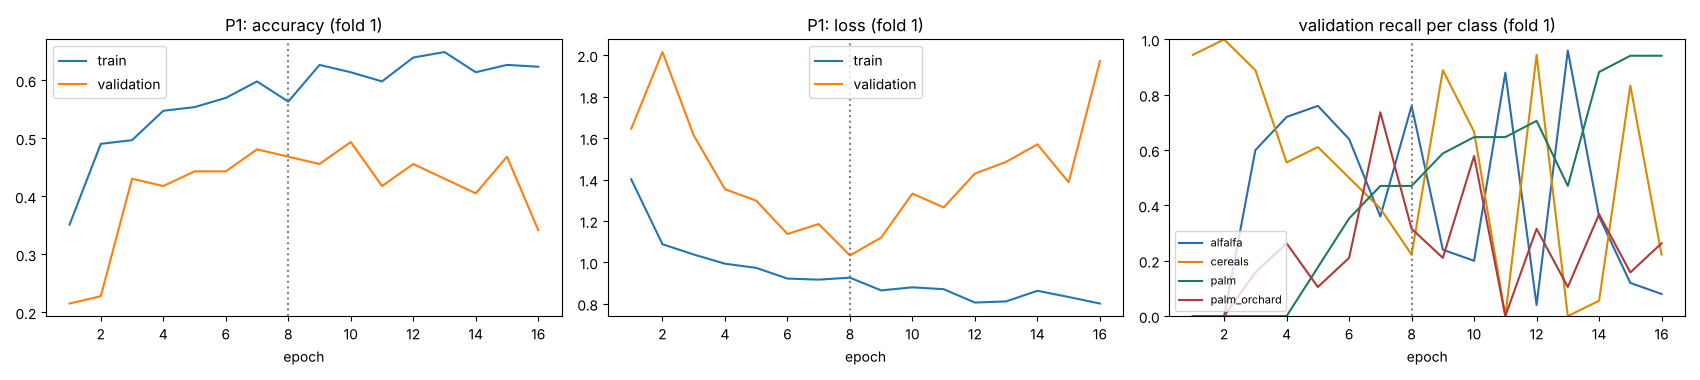 P1: accuracy (fold 1)
train
validation
0.6
0.5
0.4
0.3
0.2
2 4 6 8 10 12 14 16
epoch
P1: loss (fold 1)
train
validation
2.0
1.8
1.6
1.4
1.2
1.0
0.8
2 4 6 8 10 12 14 16
epoch
validation recall per class (fold 1)
1.0
0.8
0.6
0.4
0.2
0.0
alfalfa
cereals
palm
palm_orchard
2 4 6 8 10 12 14 16
epoch